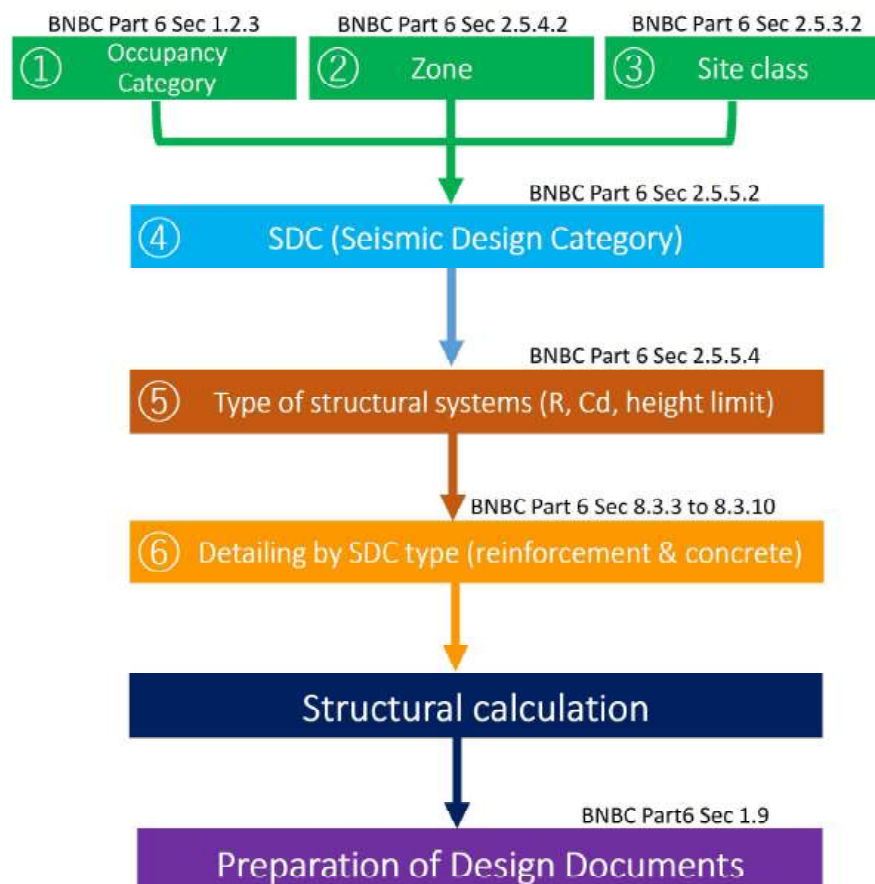 BNBC Part 6 Sec 1.2.3
BNBC Part 6 Sec 2.5.4.2
BNBC Part 6 Sec 2.5.3.2
① Occupancy
Category
② Zone
③ Site class
BNBC Part 6 Sec 2.5.5.2
④ SDC (Seismic Design Category)
BNBC Part 6 Sec 2.5.5.4
⑤ Type of structural systems (R, Cd, height limit)
BNBC Part 6 Sec 8.3.3 to 8.3.10
⑥ Detailing by SDC type (reinforcement & concrete)
Structural calculation
BNBC Part6 Sec 1.9
Preparation of Design Documents